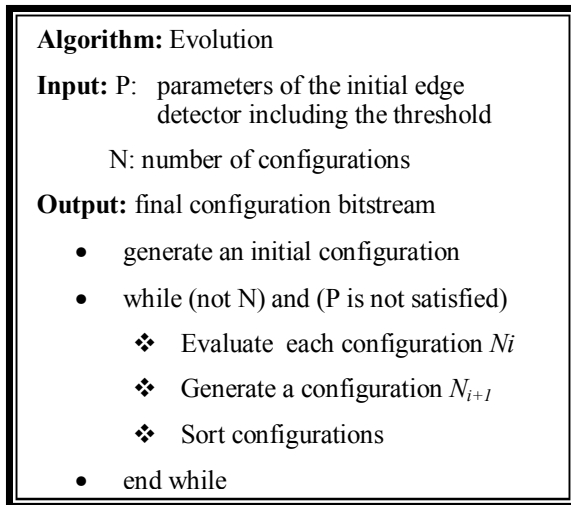 Algorithm: Evolution
Input: P: parameters of the initial edge
detector including the threshold
N: number of configurations
Output: final configuration bitstream
• generate an initial configuration
• while (not N) and (P is not satisfied)
❖ Evaluate each configuration Ni
❖ Generate a configuration N_{i+1}
❖ Sort configurations
• end while